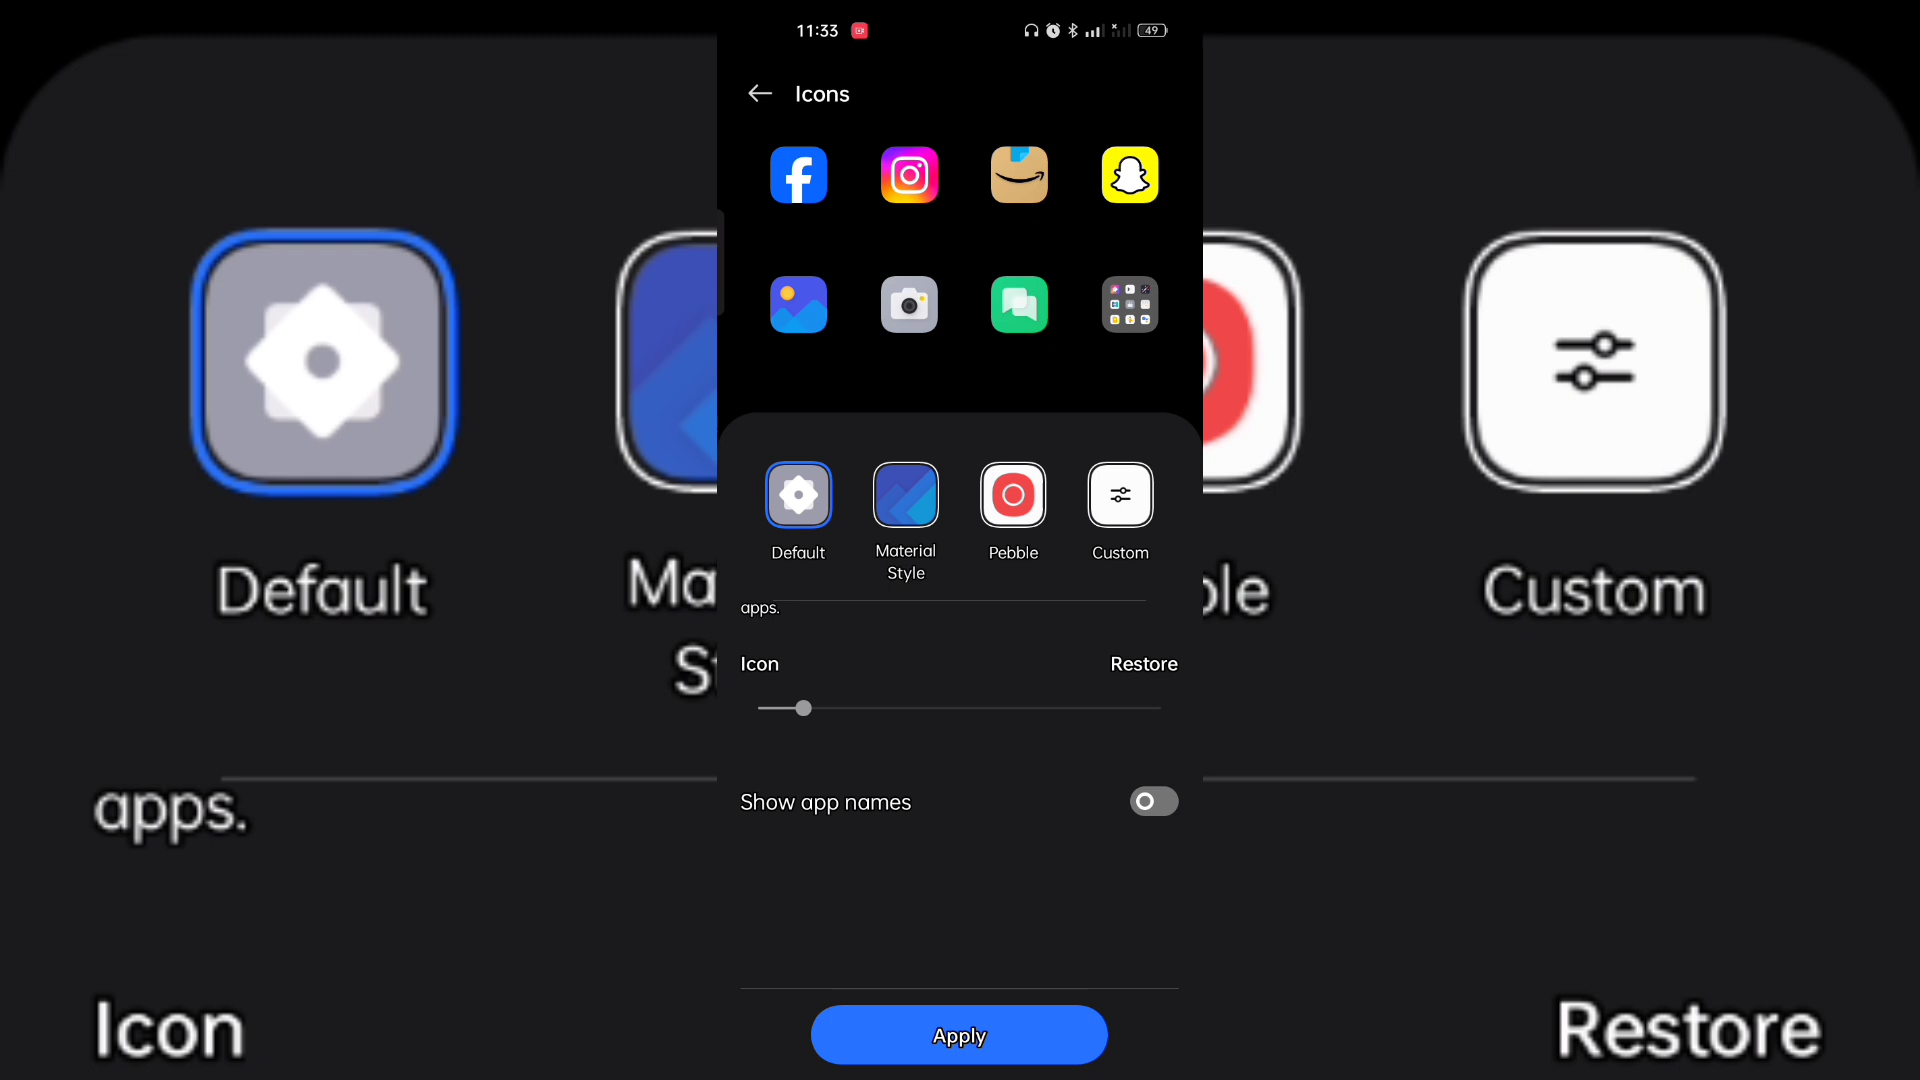 11:33
49
Icons
Default
Material
Style
Pebble
Custom
apps.
Icon
Restore
Show app names
Apply
Default
Ma
St
ble
Custom
apps.
Icon
Restore